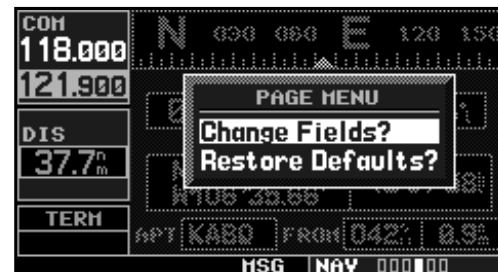 COM
118.000
121.900
DIS
37.7nm
TERM
N 030 060 E 120 150
PAGE MENU
Change Fields?
Restore Defaults?
W106°35.66'
APT KABQ FROM 042° 0.9nm
MSG NAV